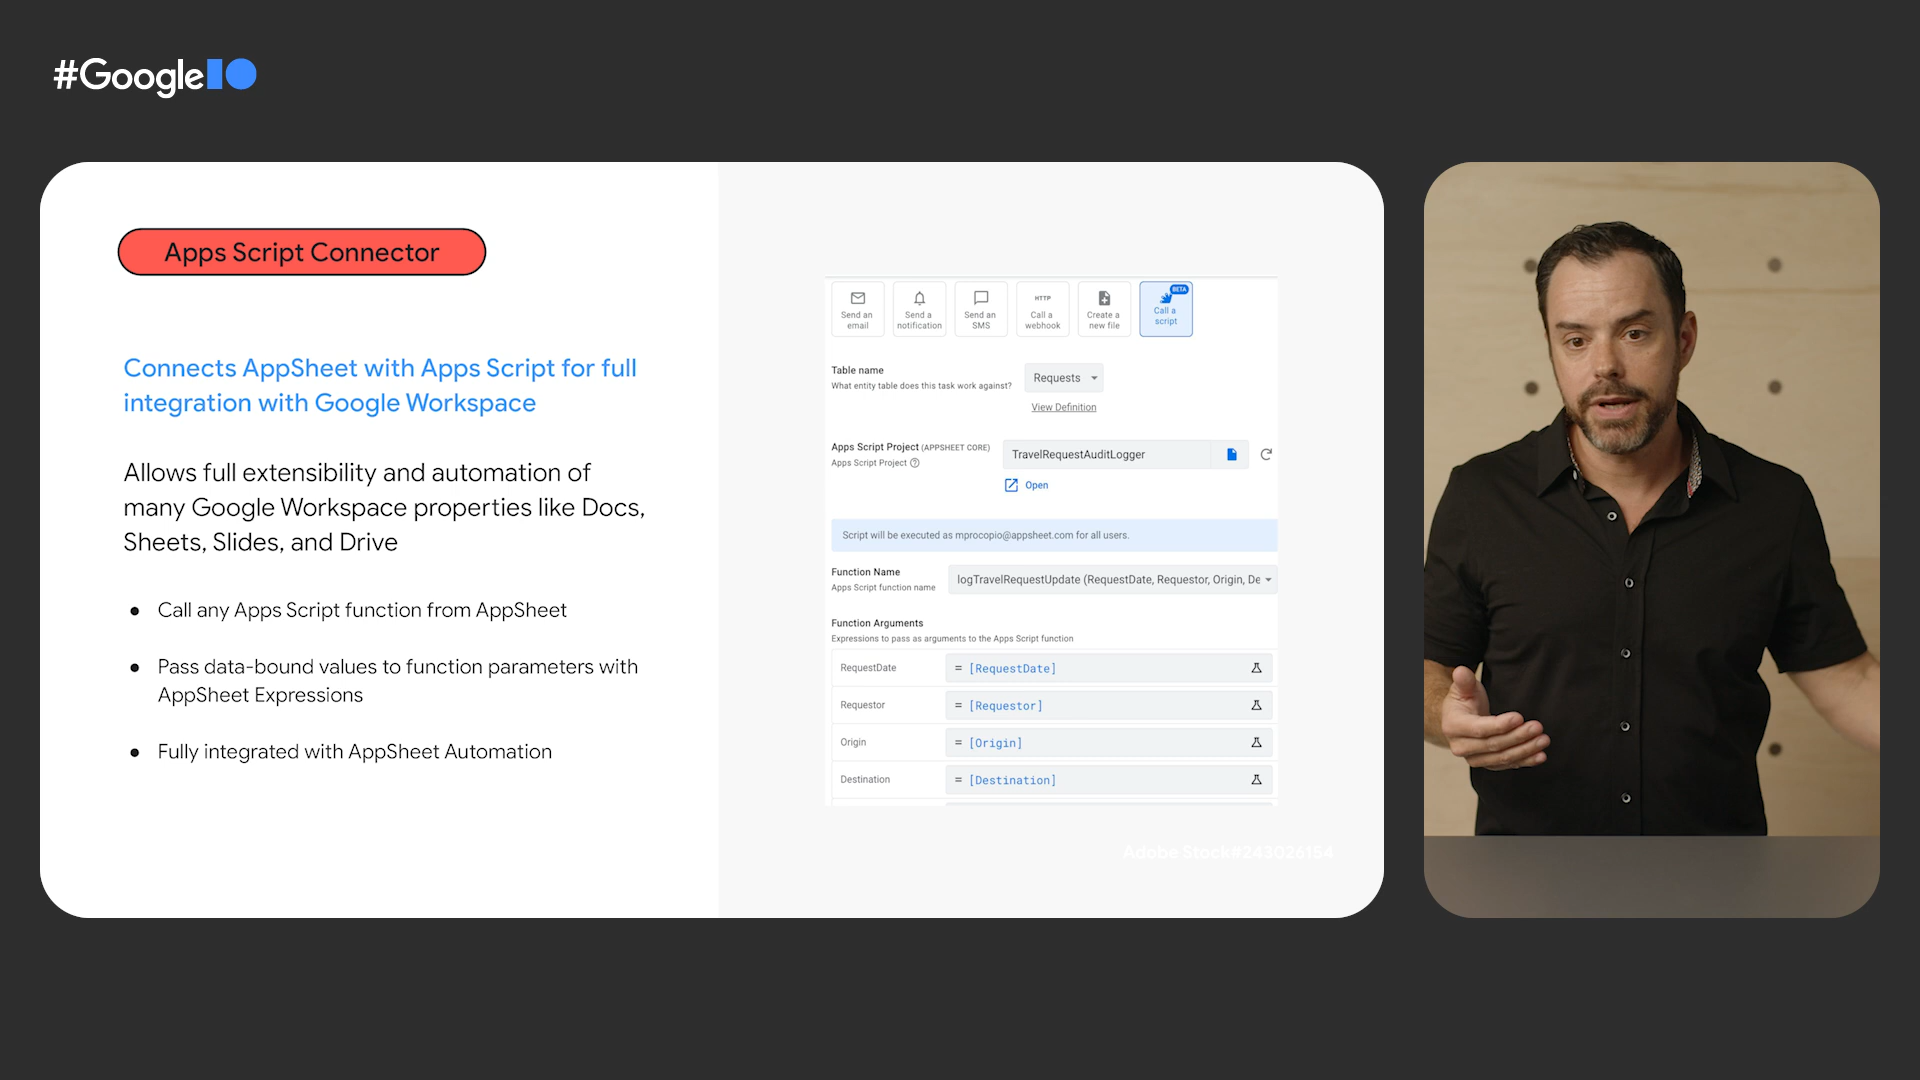 #Google IO
Apps Script Connector
Connects AppSheet with Apps Script for full
integration with Google Workspace
Allows full extensibility and automation of
many Google Workspace properties like Docs,
Sheets, Slides, and Drive
● Call any Apps Script function from AppSheet
● Pass data-bound values to function parameters with
AppSheet Expressions
● Fully integrated with AppSheet Automation
Send an
email
Send a
notification
Send an
SMS
HTTP
Call a
webhook
Create a
new file
BETA
Call a
script
Table name
What entity table does this task work against?
Requests
View Definition
Apps Script Project (APPSHEET CORE)
Apps Script Project
TravelRequestAuditLogger
Open
Script will be executed as mprocopio@appsheet.com for all users.
Function Name
Apps Script function name
logTravelRequestUpdate (RequestDate, Requestor, Origin, De
Function Arguments
Expressions to pass as arguments to the Apps Script function
RequestDate
= [RequestDate]
Requestor
= [Requestor]
Origin
= [Origin]
Destination
= [Destination]
Adobe Stock#243026154